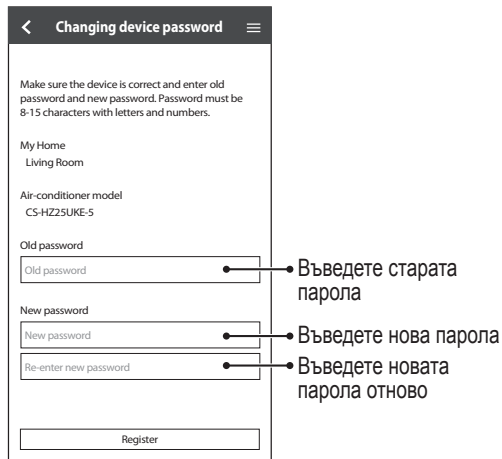 Changing device password
Make sure the device is correct and enter old
password and new password. Password must be
8-15 characters with letters and numbers.
My Home
Living Room
Air-conditioner model
CS-HZ25UKE-5
Old password
Old password
Въведете старата
парола
New password
New password
Въведете нова парола
Re-enter new password
Въведете новата
парола отново
Register